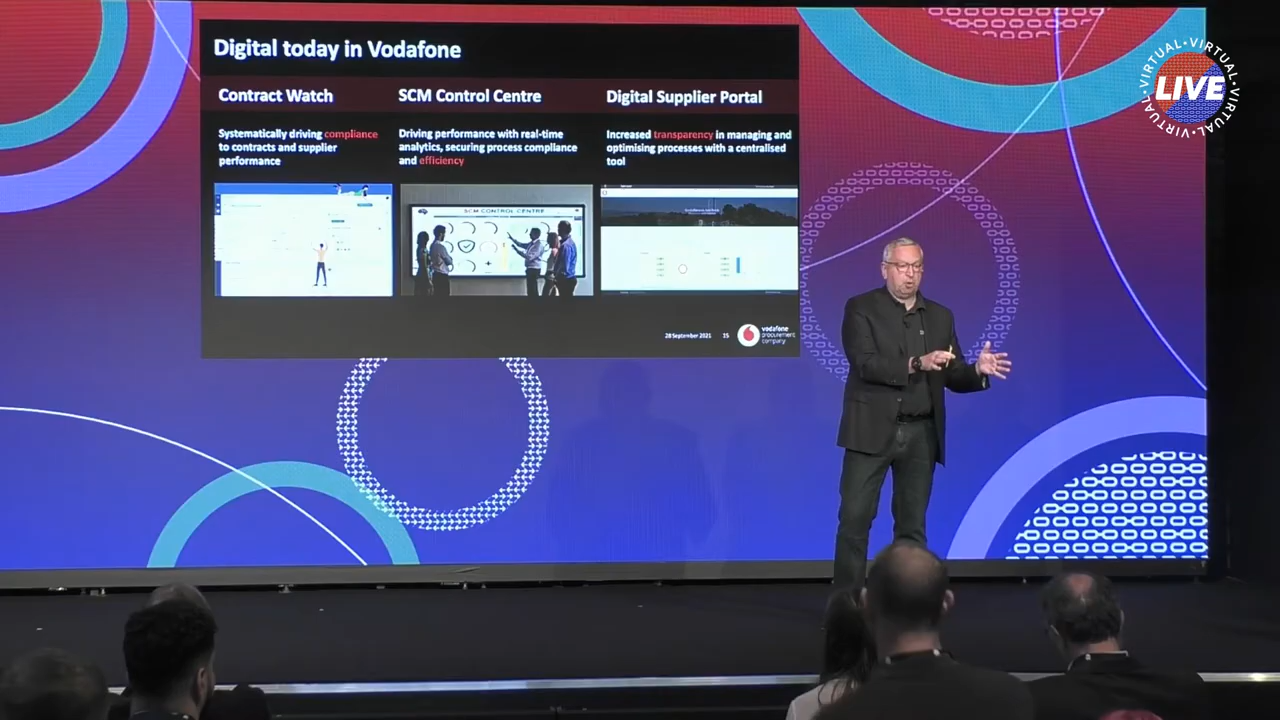 Digital today in Vodafone
Contract Watch
Systematically driving compliance
to contracts and supplier
performance
SCM Control Centre
Driving performance with real-time
analytics, securing process compliance
and efficiency
Digital Supplier Portal
Increased transparency in managing and
optimising processes with a centralised
tool
SCM CONTROL CENTRE
28 September 2021
15
vodafone
procurement
company
VIRTUAL • VIRTUAL • VIRTUAL • VIRTUAL •
LIVE